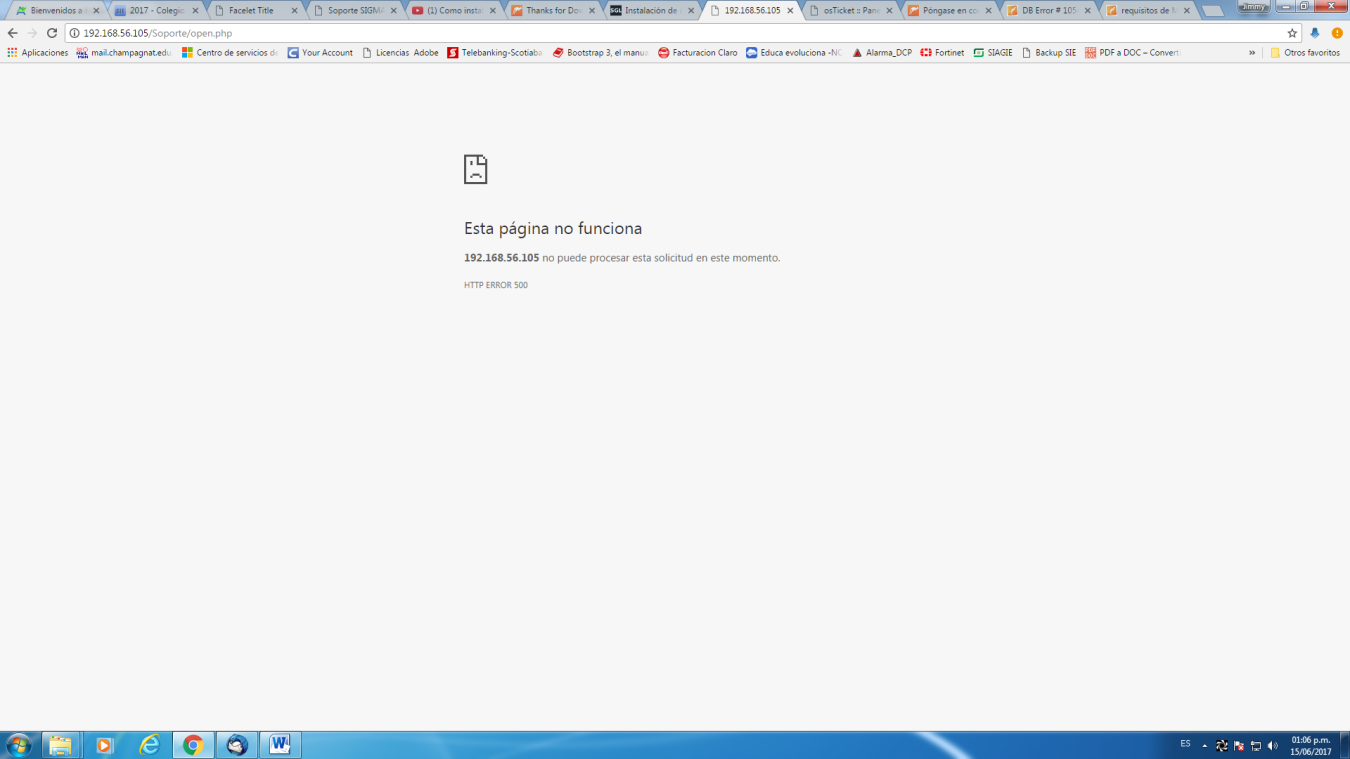 Bienvenidos a
2017 - Colegio
Facelet Title
Soporte SIGMA
(1) Como insta
Thanks for Dow
SGL Instalación de
192.168.56.105
osTicket :: Pane
Póngase en co
DB Error # 105
requisitos de M
Jimmy
192.168.56.105/Soporte/open.php
Aplicaciones
mail.champagnat.edu
Centro de servicios de
Your Account
Licencias Adobe
Telebanking-Scotiaba
Bootstrap 3, el manua
Facturacion Claro
Educa evoluciona -NC
Alarma_DCP
Fortinet
SIAGIE
Backup SIE
PDF a DOC – Convert
»
Otros favoritos
Esta página no funciona
192.168.56.105 no puede procesar esta solicitud en este momento.
HTTP ERROR 500
ES
01:06 p.m.
15/06/2017